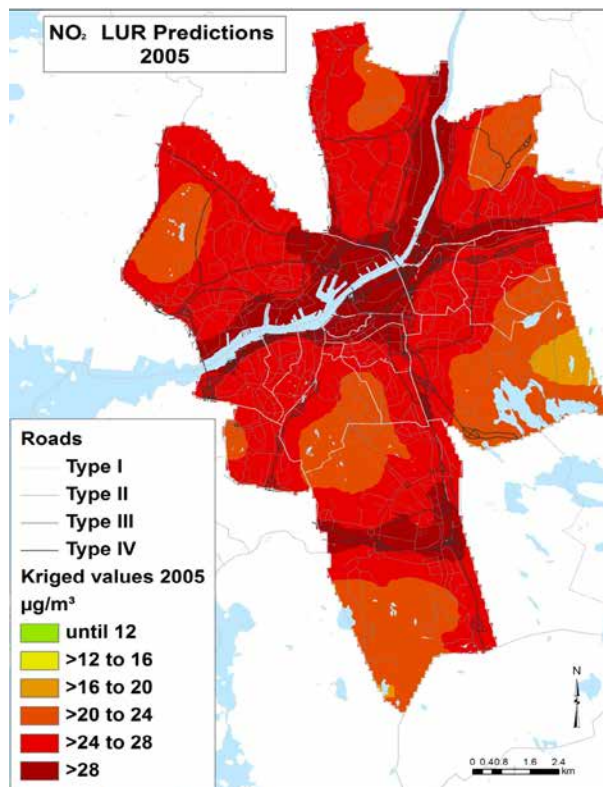 NO₂ LUR Predictions
2005
Roads
Type I
Type II
Type III
Type IV
Kriged values 2005
µg/m³
until 12
>12 to 16
>16 to 20
>20 to 24
>24 to 28
>28
N
0 0.40.8 1.6 2.4
km